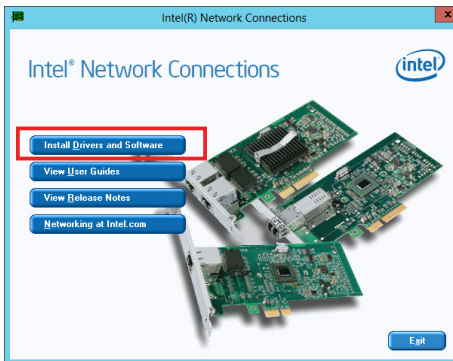 Intel(R) Network Connections
x
Intel® Network Connections
intel
Install Drivers and Software
View User Guides
View Release Notes
Networking at Intel.com
Exit